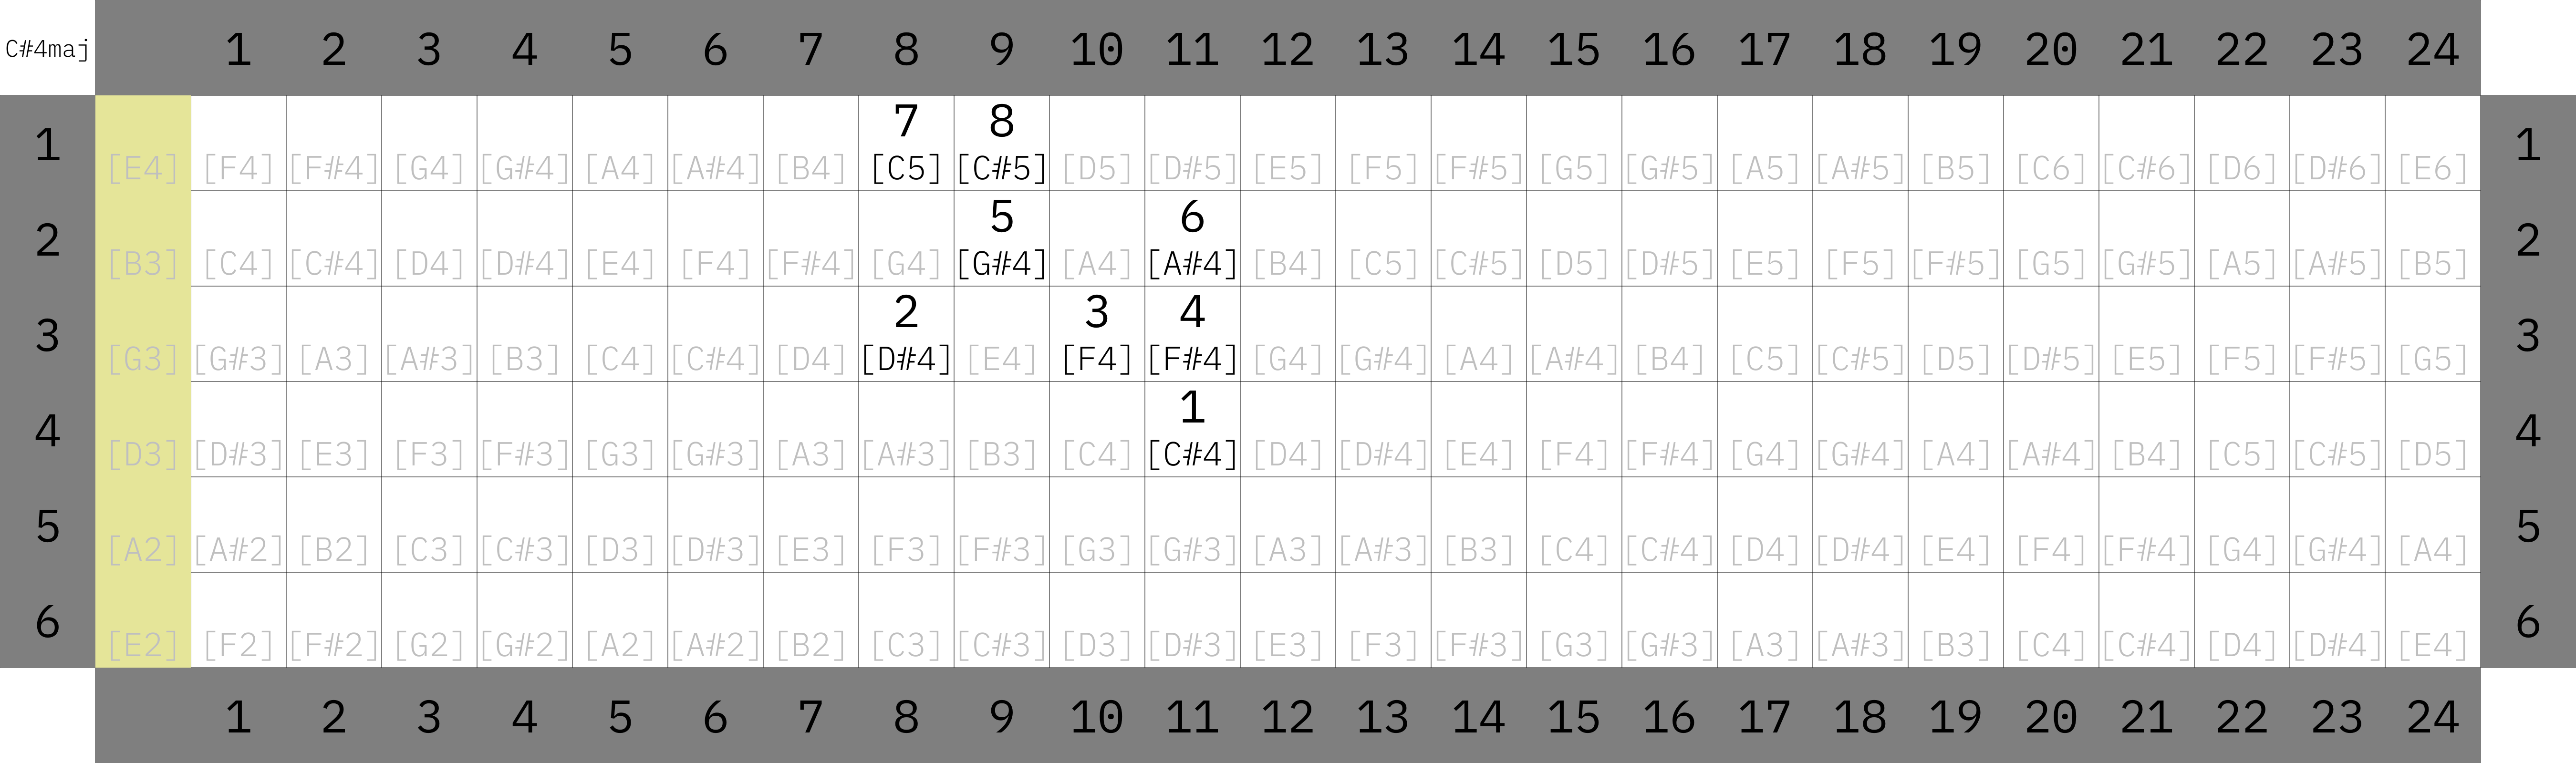 C#4maj 1 2 3 4 5 6 7 8 9 10 11 12 13 14 15 16 17 18 19 20 21 22 23 24
7 8
1 [E4] [F4] [F#4] [G4] [G#4] [A4] [A#4] [B4] [C5] [C#5] [D5] [D#5] [E5] [F5] [F#5] [G5] [G#5] [A5] [A#5] [B5] [C6] [C#6] [D6] [D#6] [E6] 1
5 6
2 [B3] [C4] [C#4] [D4] [D#4] [E4] [F4] [F#4] [G4] [G#4] [A4] [A#4] [B4] [C5] [C#5] [D5] [D#5] [E5] [F5] [F#5] [G5] [G#5] [A5] [A#5] [B5] 2
2 3 4
3 [G3] [G#3] [A3] [A#3] [B3] [C4] [C#4] [D4] [D#4] [E4] [F4] [F#4] [G4] [G#4] [A4] [A#4] [B4] [C5] [C#5] [D5] [D#5] [E5] [F5] [F#5] [G5] 3
1
4 [D3] [D#3] [E3] [F3] [F#3] [G3] [G#3] [A3] [A#3] [B3] [C4] [C#4] [D4] [D#4] [E4] [F4] [F#4] [G4] [G#4] [A4] [A#4] [B4] [C5] [C#5] [D5] 4
5 [A2] [A#2] [B2] [C3] [C#3] [D3] [D#3] [E3] [F3] [F#3] [G3] [G#3] [A3] [A#3] [B3] [C4] [C#4] [D4] [D#4] [E4] [F4] [F#4] [G4] [G#4] [A4] 5
6 [E2] [F2] [F#2] [G2] [G#2] [A2] [A#2] [B2] [C3] [C#3] [D3] [D#3] [E3] [F3] [F#3] [G3] [G#3] [A3] [A#3] [B3] [C4] [C#4] [D4] [D#4] [E4] 6
1 2 3 4 5 6 7 8 9 10 11 12 13 14 15 16 17 18 19 20 21 22 23 24